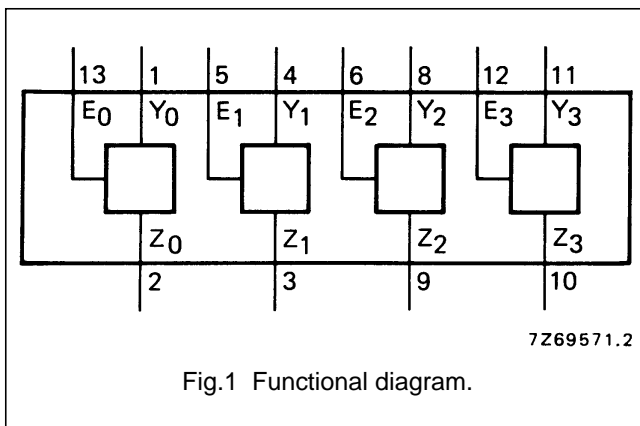 13 1 5 4 6 8 12 11
E0 Y0 E1 Y1 E2 Y2 E3 Y3
Z0 Z1 Z2 Z3
2 3 9 10
7Z69571.2
Fig.1 Functional diagram.